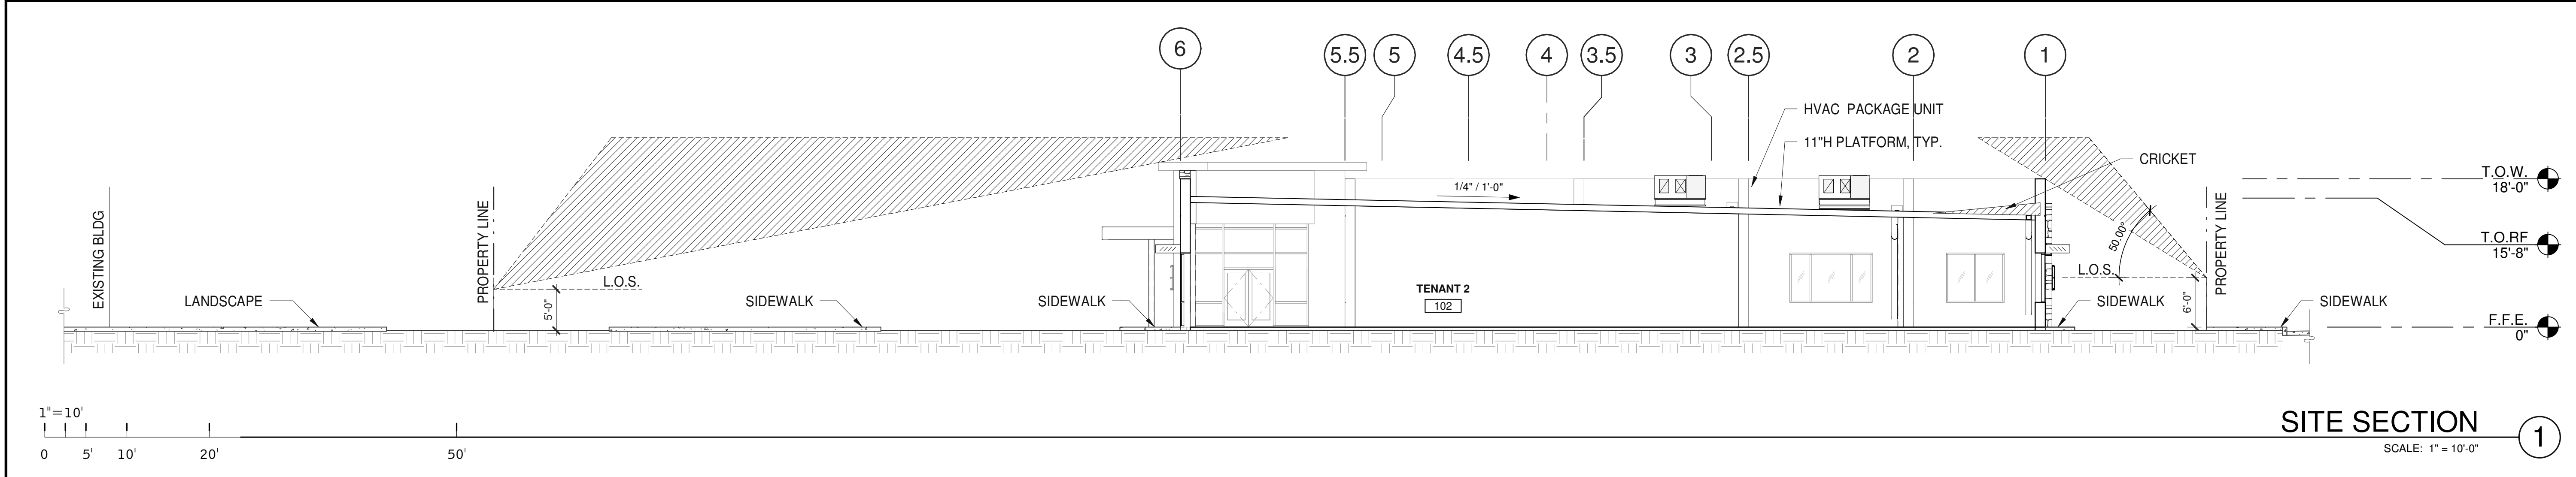 6
5.5
5
4.5
4
3.5
3
2.5
2
1
HVAC PACKAGE UNIT
11"H PLATFORM, TYP.
CRICKET
1/4" / 1'-0"
T.O.W.
18'-0"
T.O.RF
15'-8"
F.F.E.
0"
EXISTING BLDG
PROPERTY LINE
L.O.S.
5'-0"
LANDSCAPE
SIDEWALK
SIDEWALK
TENANT 2
102
50.00°
L.O.S.
PROPERTY LINE
6'-0"
SIDEWALK
SIDEWALK
1"=10'
0 5' 10' 20' 50'
SITE SECTION
SCALE: 1" = 10'-0"
1